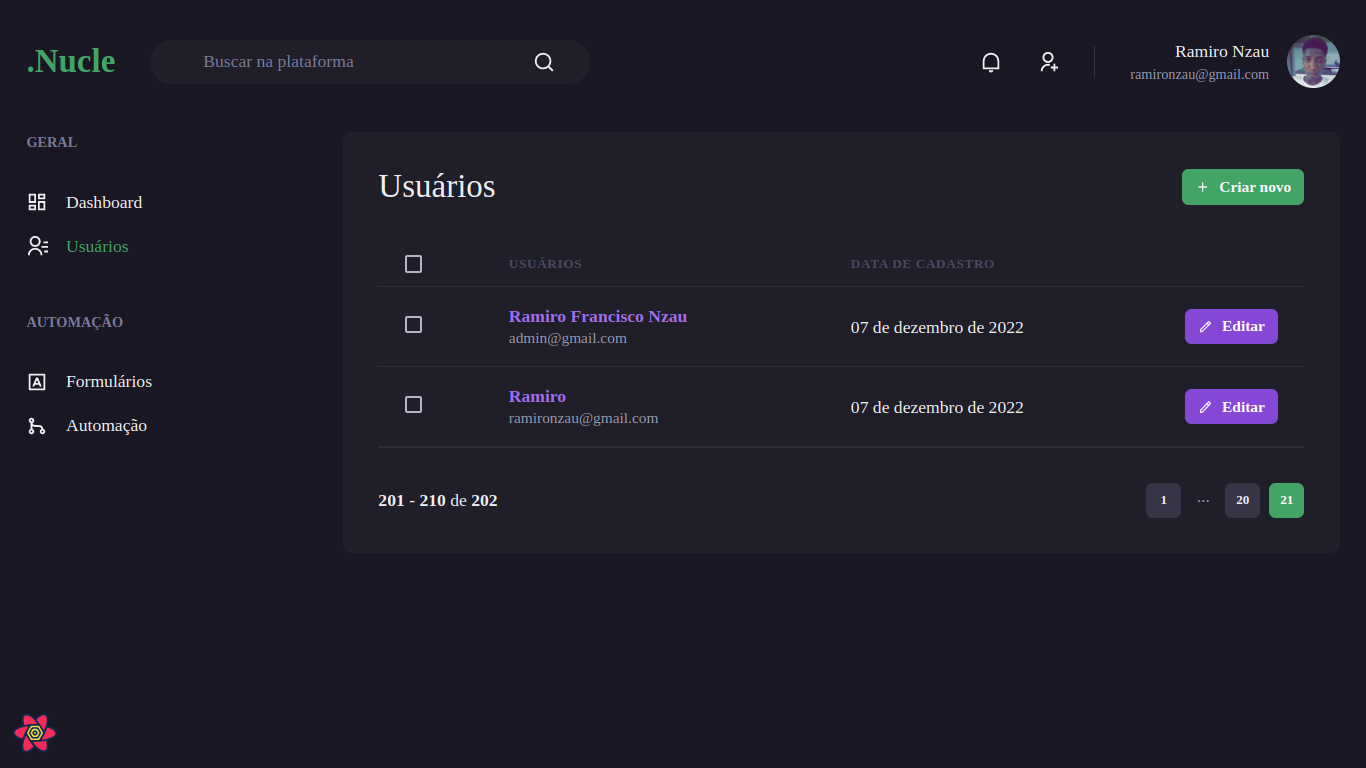 .Nucle
Buscar na plataforma
Ramiro Nzau
ramironzau@gmail.com
GERAL
Dashboard
Usuários
AUTOMAÇÃO
Formulários
Automação
Usuários
+ Criar novo
USUÁRIOS DATA DE CADASTRO
Ramiro Francisco Nzau
admin@gmail.com
07 de dezembro de 2022
Editar
Ramiro
ramironzau@gmail.com
07 de dezembro de 2022
Editar
201 - 210 de 202
1 ... 20 21